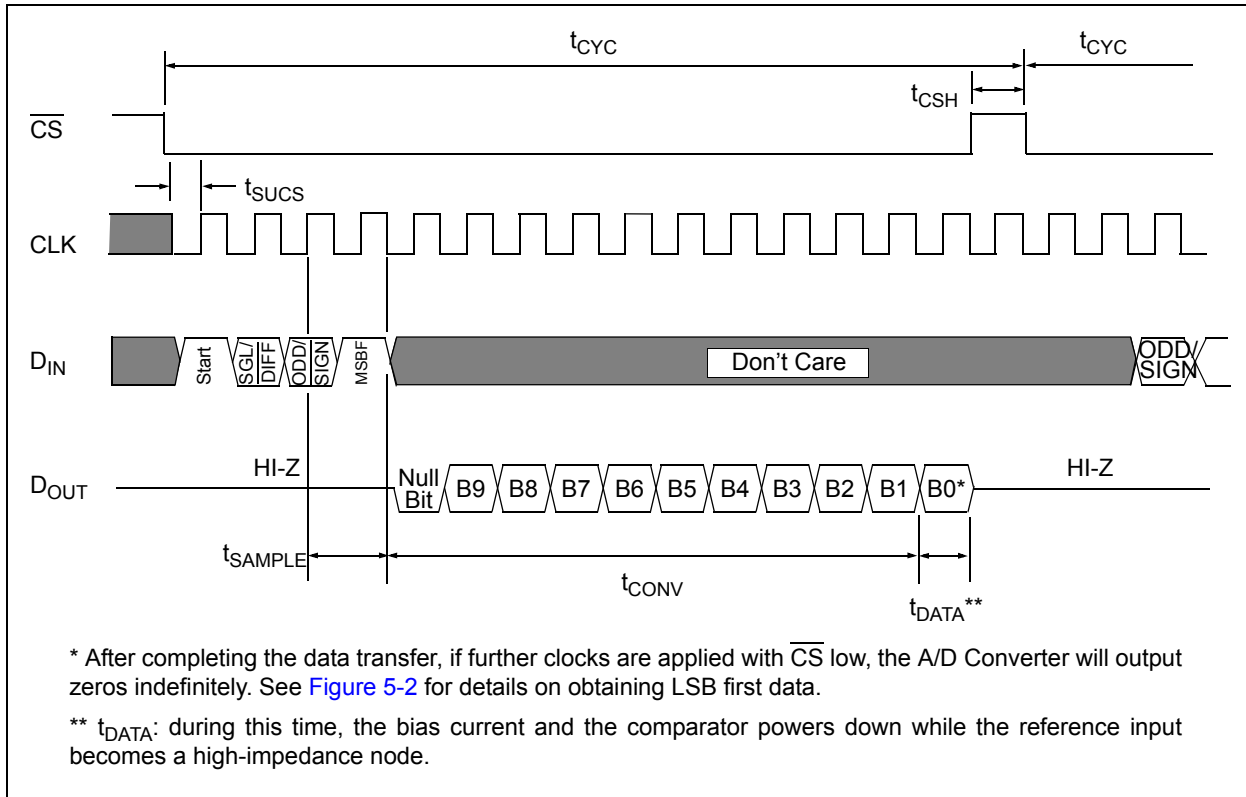 tCYC tCYC
tCSH
CS
tSUCS
CLK
DIN
Start
SGL/
DIFF
ODD/
SIGN
MSBF
Don't Care
ODD/
SIGN
DOUT
HI-Z
Null
Bit
B9 B8 B7 B6 B5 B4 B3 B2 B1 B0*
HI-Z
tSAMPLE
tCONV
tDATA**
* After completing the data transfer, if further clocks are applied with CS low, the A/D Converter will output
zeros indefinitely. See Figure 5-2 for details on obtaining LSB first data.
** tDATA: during this time, the bias current and the comparator powers down while the reference input
becomes a high-impedance node.